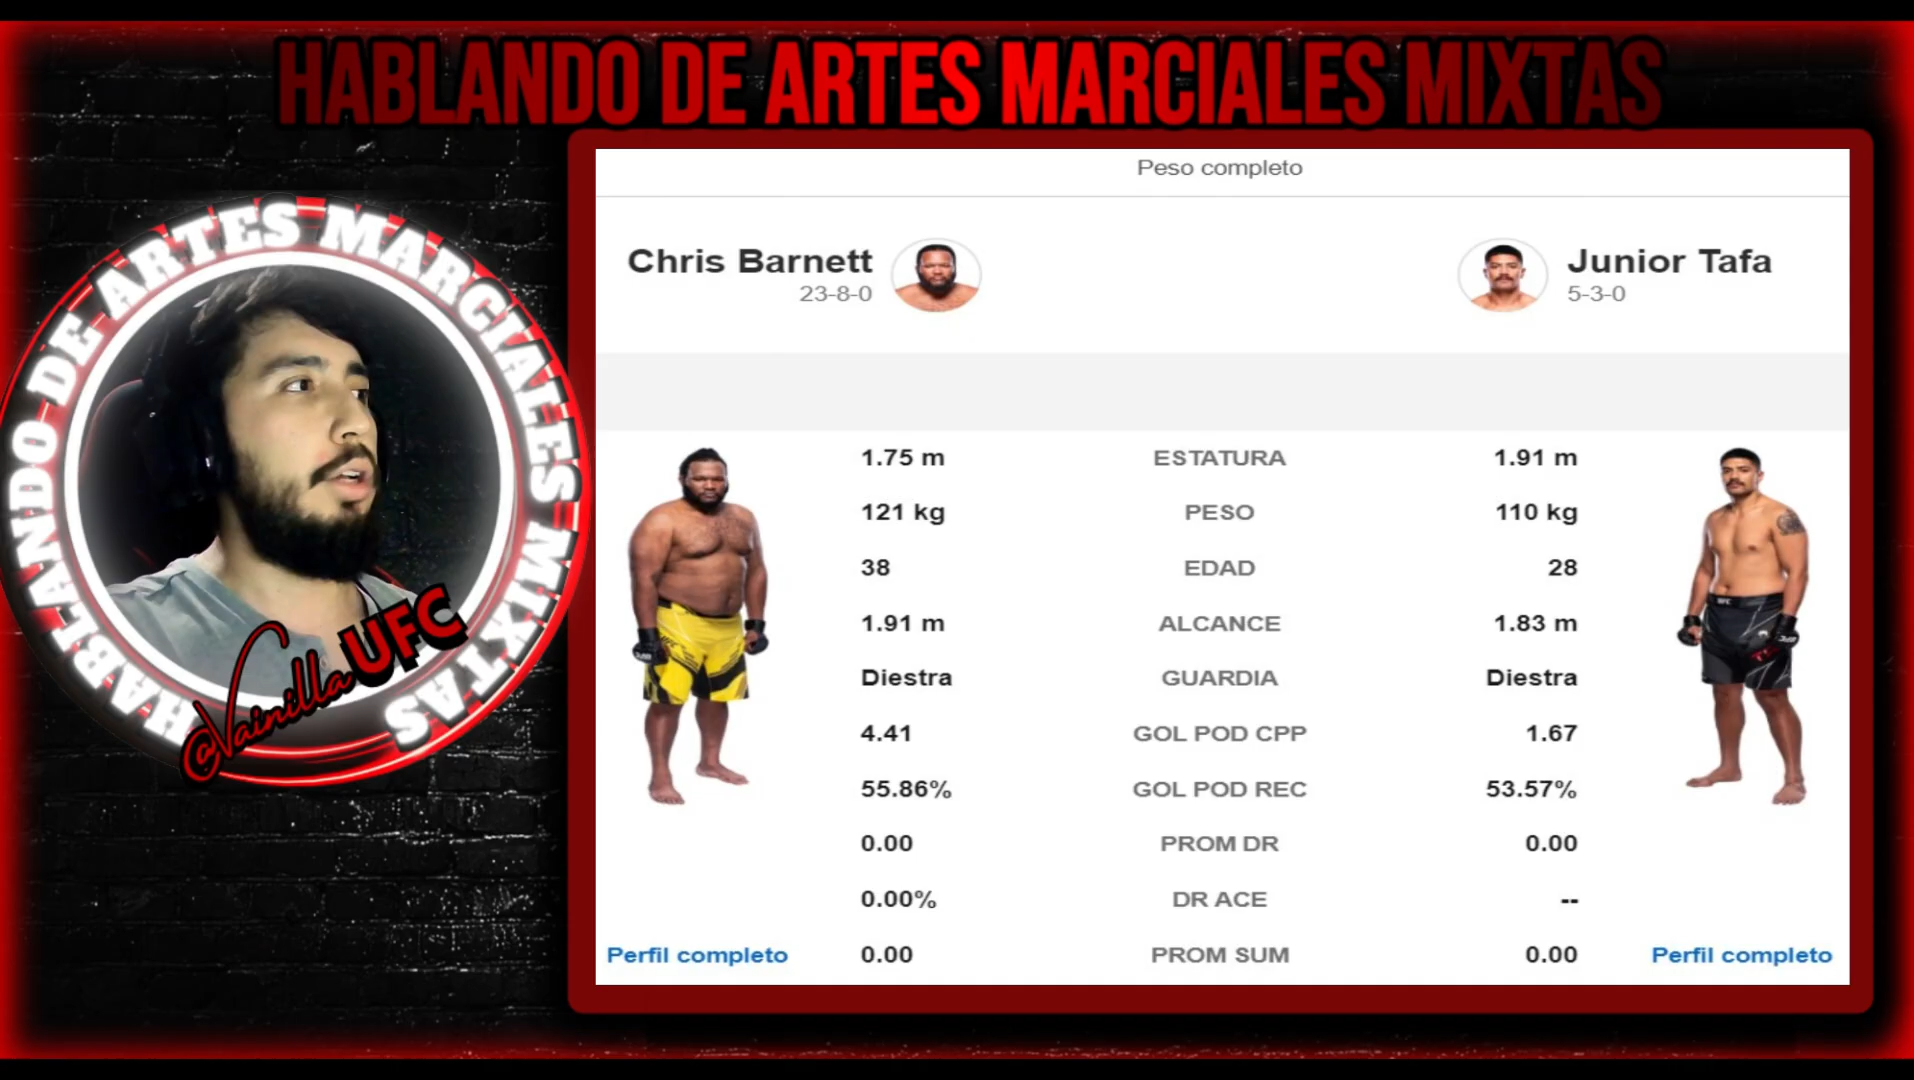 HABLANDO DE ARTES MARCIALES MIXTAS
HABLANDO DE ARTES MARCIALES MIXTAS
@Vainilla UFC
Peso completo
Chris Barnett
23-8-0
Junior Tafa
5-3-0
1.75 m ESTATURA 1.91 m
121 kg PESO 110 kg
38 EDAD 28
1.91 m ALCANCE 1.83 m
Diestra GUARDIA Diestra
4.41 GOL POD CPP 1.67
55.86% GOL POD REC 53.57%
0.00 PROM DR 0.00
0.00% DR ACE --
Perfil completo 0.00 PROM SUM 0.00 Perfil completo